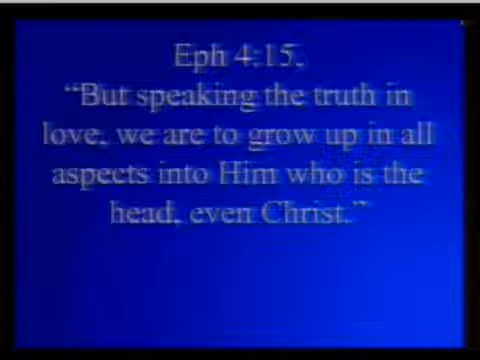 Eph 4:15,
“But speaking the truth in
love, we are to grow up in all
aspects into Him who is the
head, even Christ.”